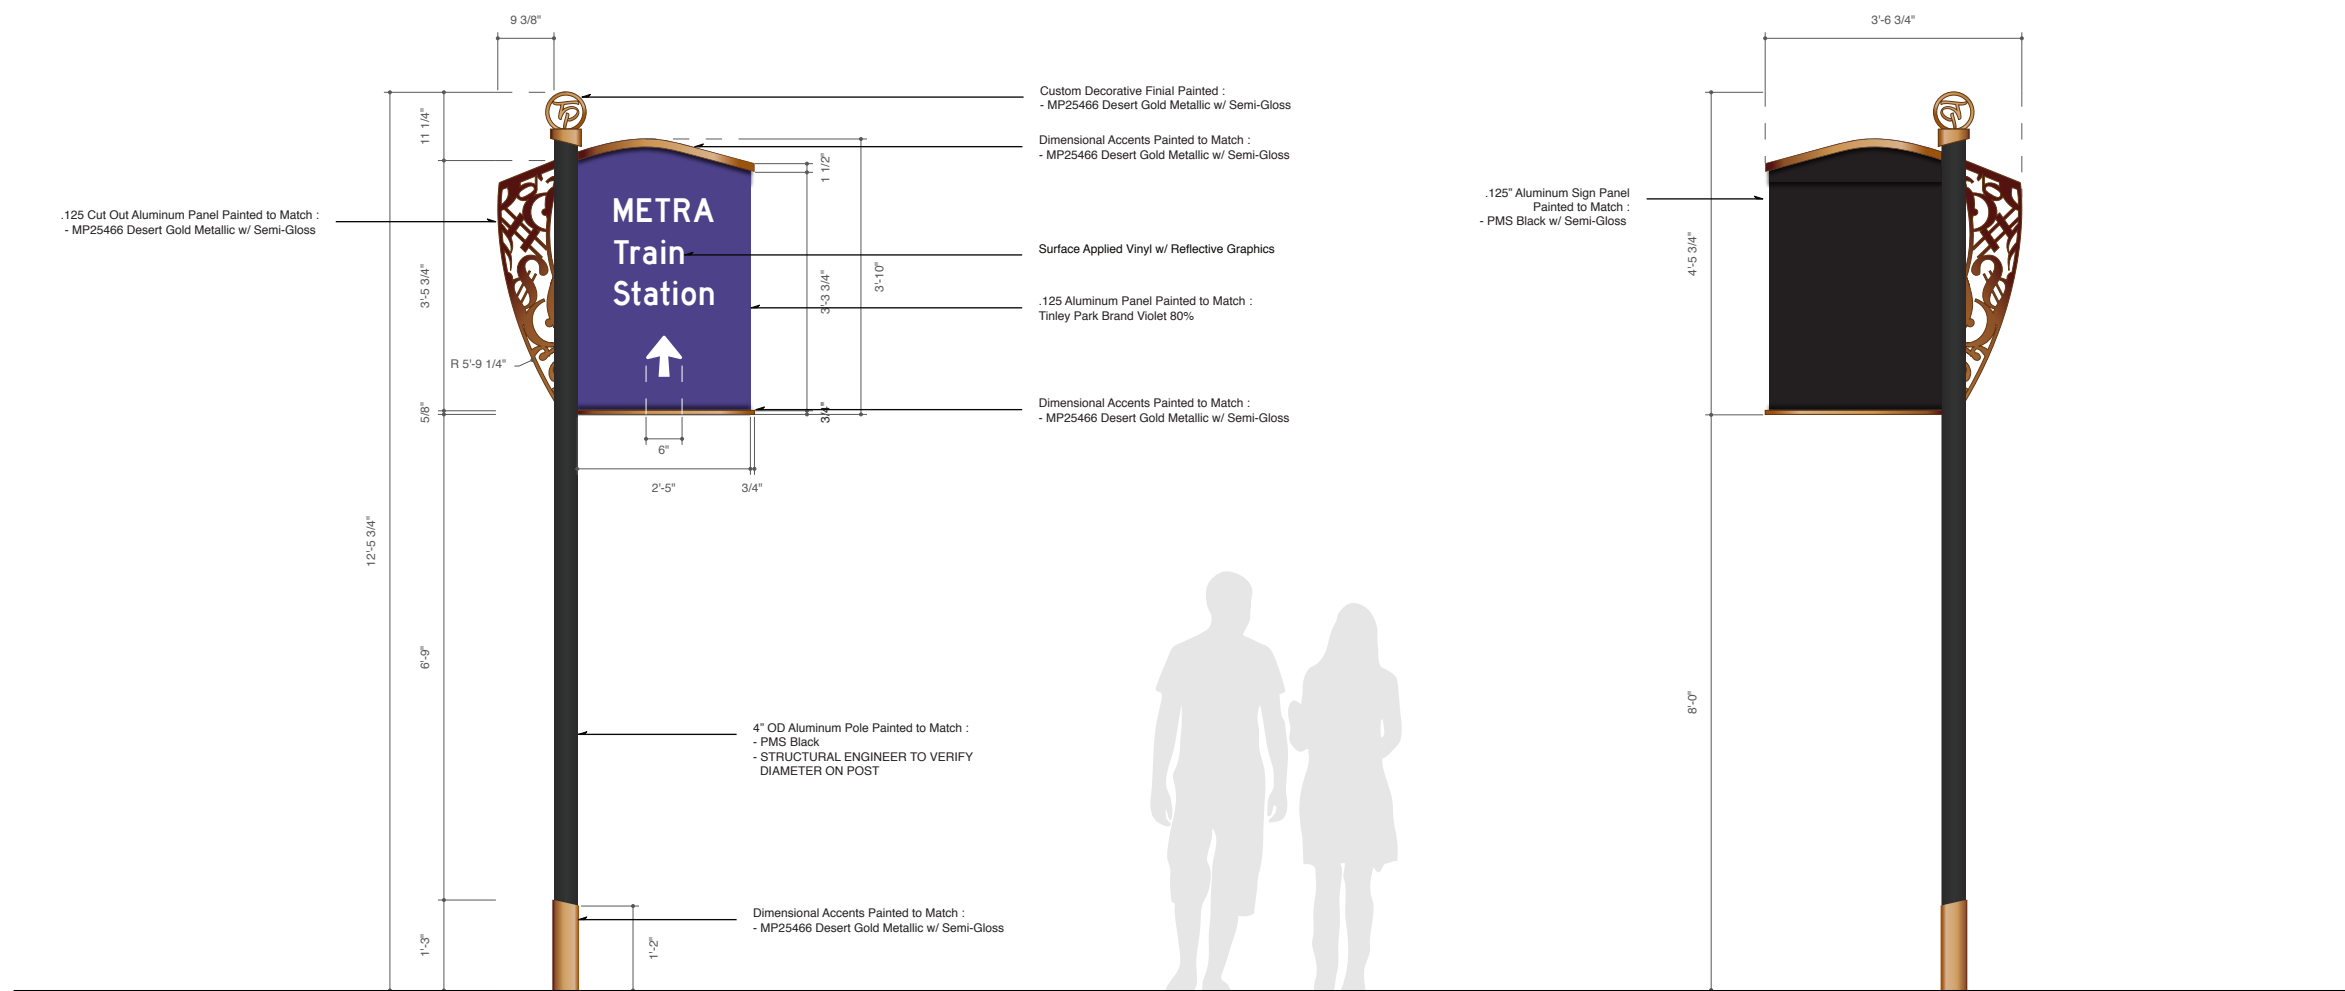 9 3/8"
3'-6 3/4"
Custom Decorative Finial Painted :
- MP25466 Desert Gold Metallic w/ Semi-Gloss
11 1/4"
Dimensional Accents Painted to Match :
- MP25466 Desert Gold Metallic w/ Semi-Gloss
1 1/2"
.125 Cut Out Aluminum Panel Painted to Match :
- MP25466 Desert Gold Metallic w/ Semi-Gloss
METRA
Train
Station
.125" Aluminum Sign Panel
Painted to Match :
- PMS Black w/ Semi-Gloss
Surface Applied Vinyl w/ Reflective Graphics
4'-5 3/4"
3'-5 3/4"
3'-3 3/4"
3'-10"
.125 Aluminum Panel Painted to Match :
Tinley Park Brand Violet 80%
R 5'-9 1/4"
5/8"
3/4"
Dimensional Accents Painted to Match :
- MP25466 Desert Gold Metallic w/ Semi-Gloss
6"
2'-5"
3/4"
12'-5 3/4"
6'-9"
8'-0"
4" OD Aluminum Pole Painted to Match :
- PMS Black
- STRUCTURAL ENGINEER TO VERIFY
DIAMETER ON POST
1'-3"
1'-2"
Dimensional Accents Painted to Match :
- MP25466 Desert Gold Metallic w/ Semi-Gloss